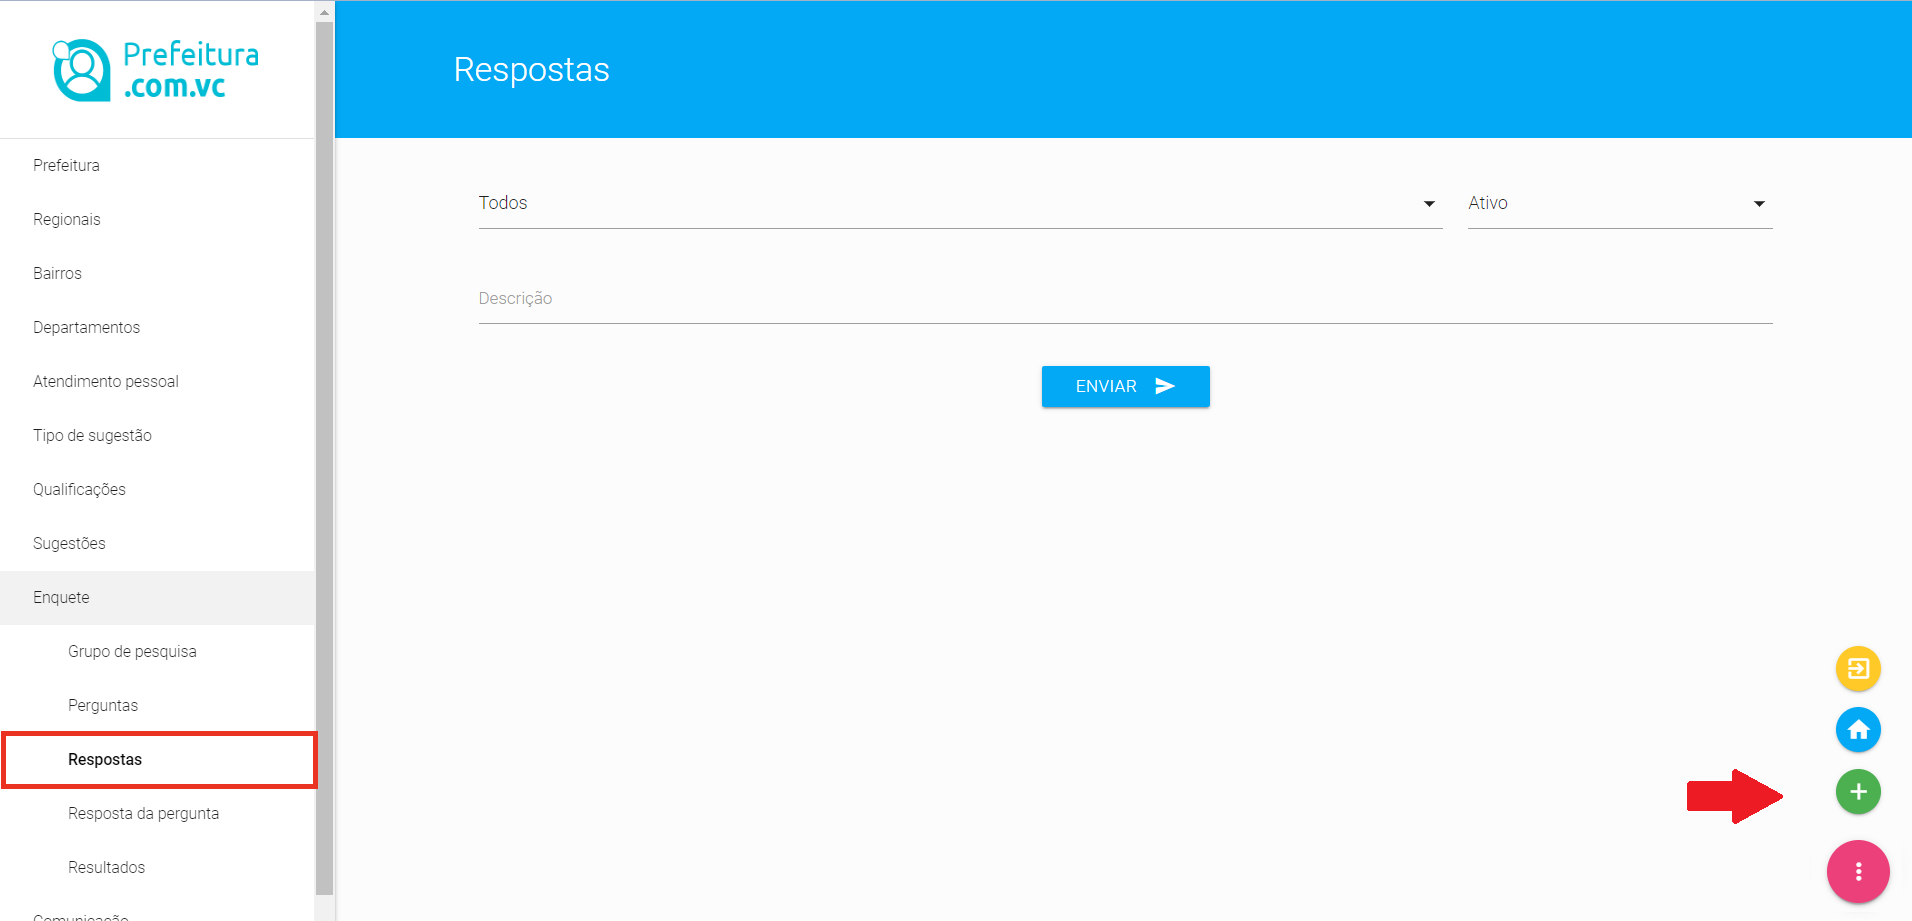 Prefeitura
.com.vc
Respostas
Prefeitura
Regionais
Bairros
Departamentos
Atendimento pessoal
Tipo de sugestão
Qualificações
Sugestões
Enquete
Grupo de pesquisa
Perguntas
Respostas
Resposta da pergunta
Resultados
Comunicação
Todos
Ativo
Descrição
ENVIAR